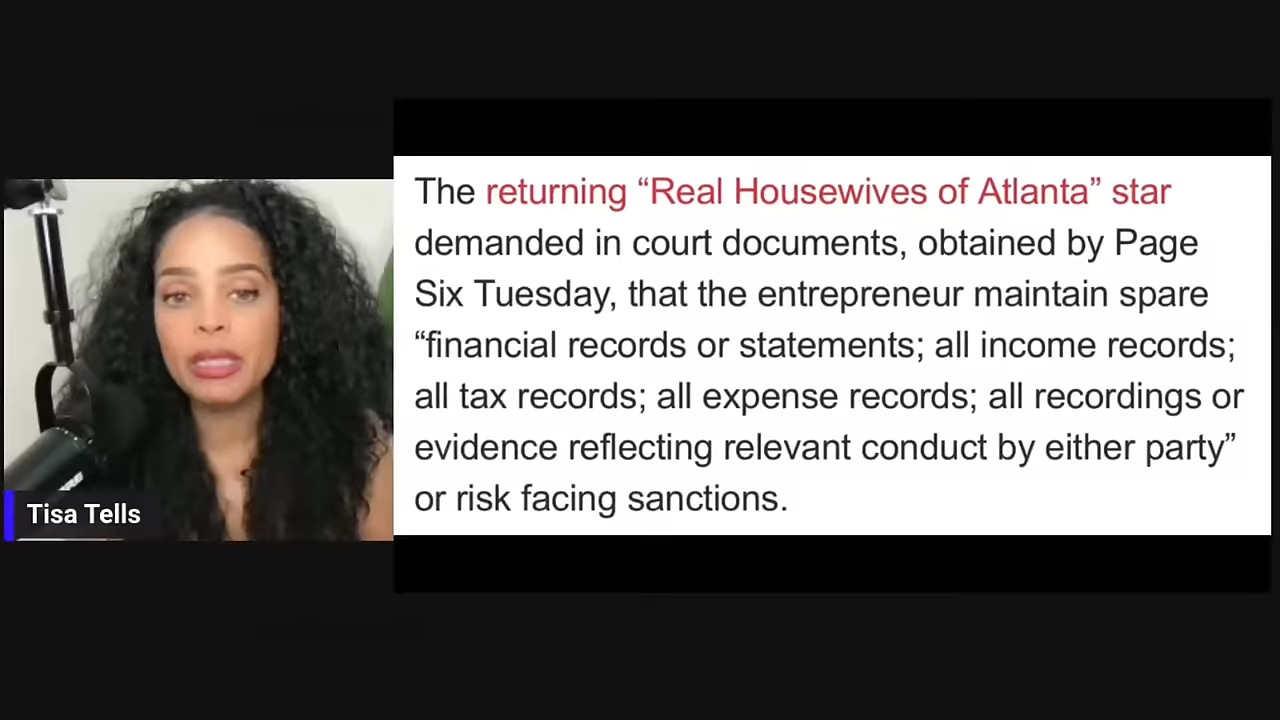 The returning “Real Housewives of Atlanta” star
demanded in court documents, obtained by Page
Six Tuesday, that the entrepreneur maintain spare
“financial records or statements; all income records;
all tax records; all expense records; all recordings or
evidence reflecting relevant conduct by either party”
or risk facing sanctions.
Tisa Tells